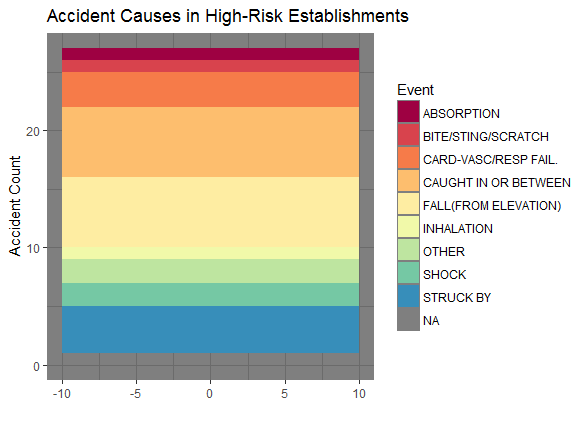 Accident Causes in High-Risk Establishments
Accident Count
20
10
0
-10
-5
0
5
10
Event
ABSORPTION
BITE/STING/SCRATCH
CARD-VASC/RESP FAIL.
CAUGHT IN OR BETWEEN
FALL(FROM ELEVATION)
INHALATION
OTHER
SHOCK
STRUCK BY
NA